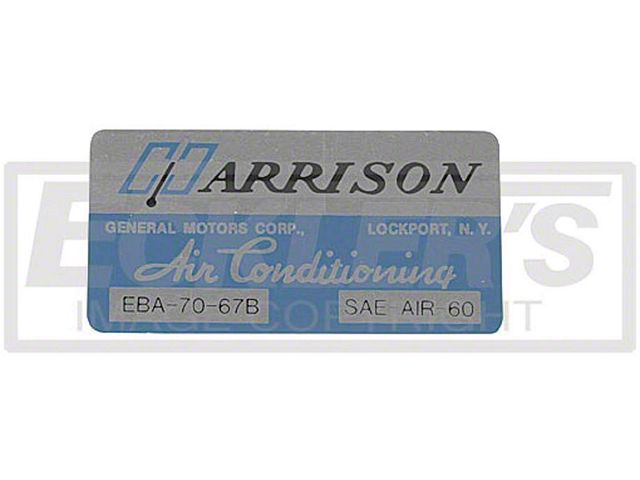 HARRISON
GENERAL MOTORS CORP., LOCKPORT, N. Y.
Air Conditioning
EBA-70-67B SAE AIR-60
ECKLER'S
IMAGE COPYRIGHT